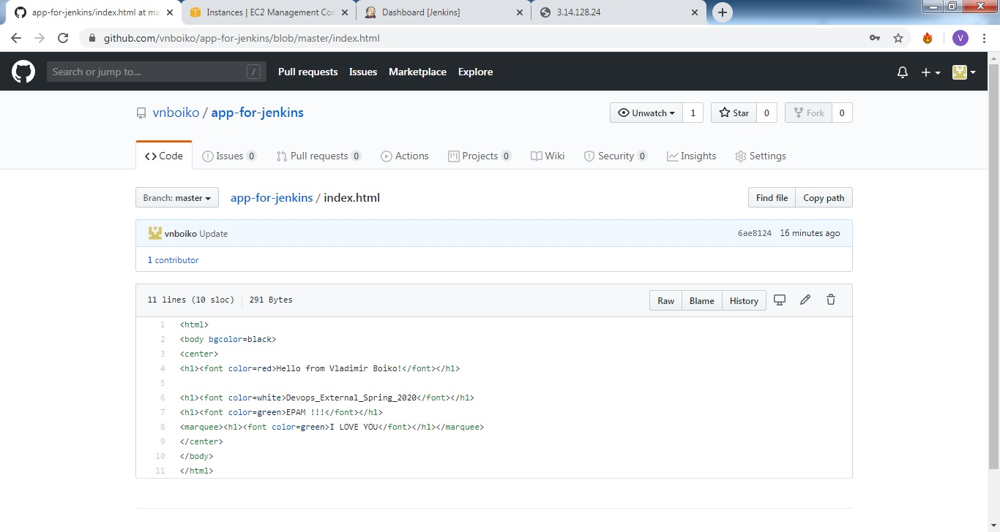 app-for-jenkins/index.html at ma
Instances | EC2 Management Con
Dashboard [Jenkins]
3.14.128.24
github.com/vnboiko/app-for-jenkins/blob/master/index.html
V
Search or jump to...
/
Pull requests
Issues
Marketplace
Explore
vnboiko / app-for-jenkins
Unwatch
1
Star
0
Fork
0
Code
Issues 0
Pull requests 0
Actions
Projects 0
Wiki
Security 0
Insights
Settings
Branch: master
app-for-jenkins / index.html
Find file
Copy path
vnboiko Update
6ae8124
16 minutes ago
1 contributor
11 lines (10 sloc)
291 Bytes
Raw
Blame
History
1 <html>
2 <body bgcolor=black>
3 <center>
4 <h1><font color=red>Hello from Vladimir Boiko!</font></h1>
5
6 <h1><font color=white>Devops_External_Spring_2020</font></h1>
7 <h1><font color=green>EPAM !!!</font></h1>
8 <marquee><h1><font color=green>I LOVE YOU</font></h1></marquee>
9 </center>
10 </body>
11 </html>